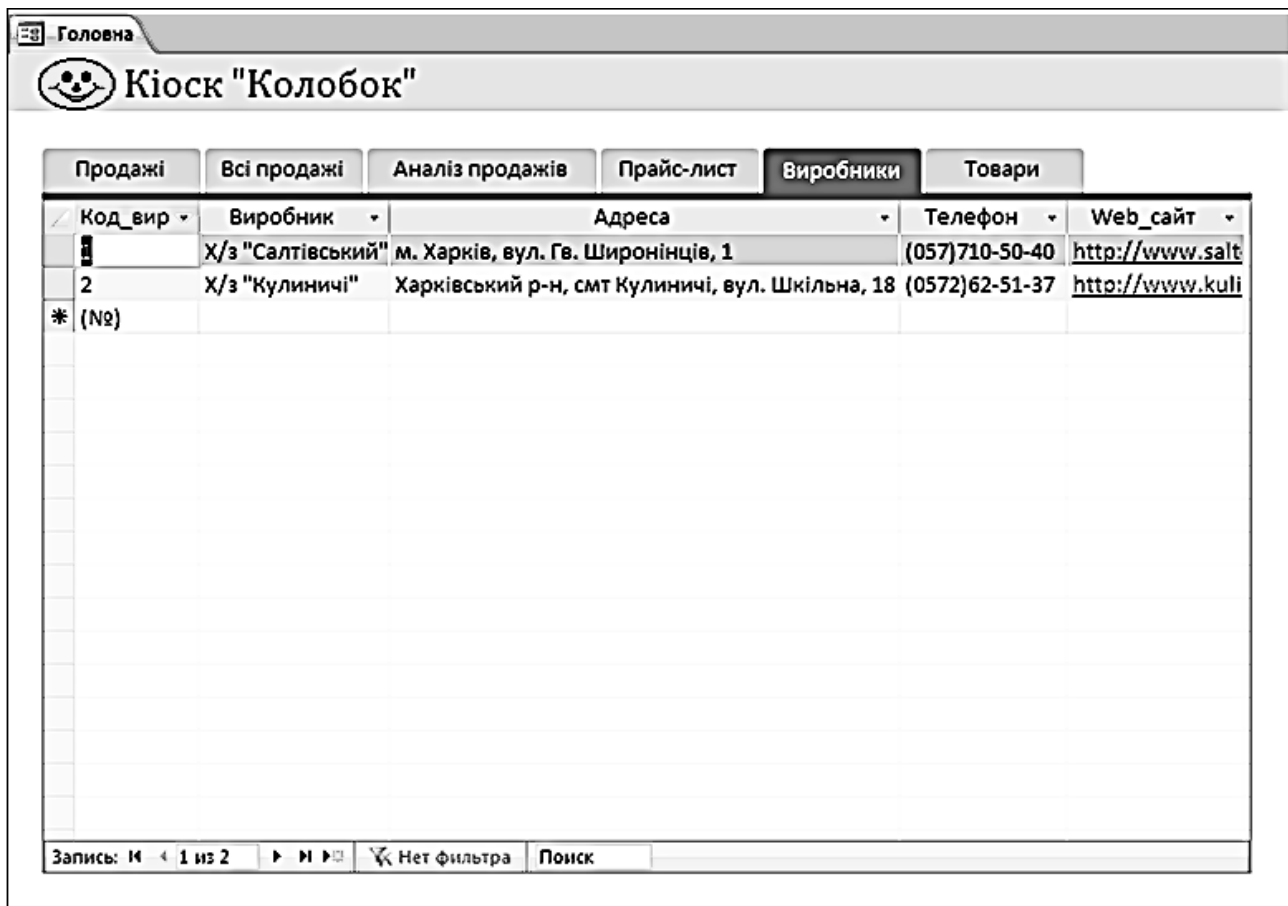 Головна
Кіоск "Колобок"
Продажі Всі продажі Аналіз продажів Прайс-лист Виробники Товари
Код_вир Виробник Адреса Телефон Web_сайт
1 Х/з "Салтівський" м. Харків, вул. Гв. Широнінців, 1 (057)710-50-40 http://www.salt
2 Х/з "Кулиничі" Харківський р-н, смт Кулиничі, вул. Шкільна, 18 (0572)62-51-37 http://www.kuli
(№)
Запись: 1 из 2 Нет фильтра Поиск